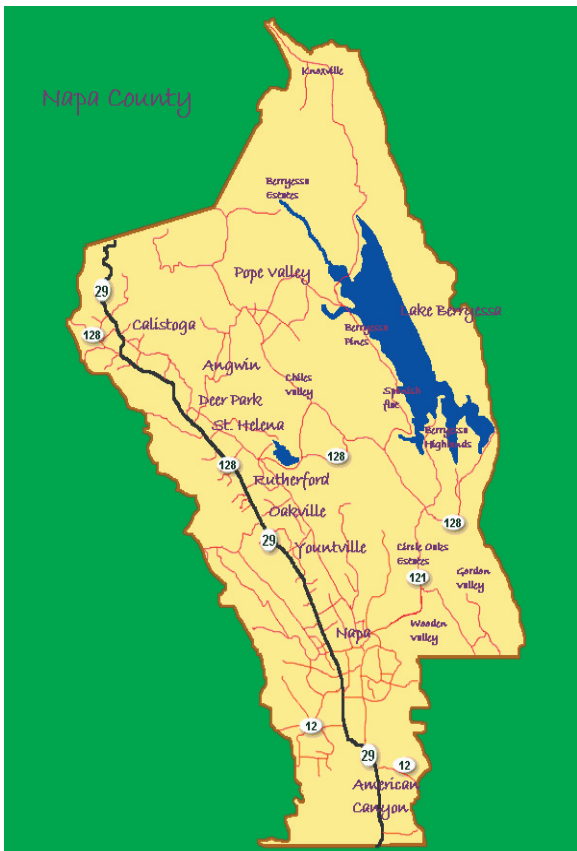 Knoxville
Napa County
Berryessa
Estates
Pope Valley
29
Lake Berryessa
Calistoga
128
Berryessa
Pines
Angwin
Chiles
valley
Deer Park
Spanish
flat
St. Helena
Berryessa
Highlands
128
128
Rutherford
Oakville
128
29
Yountville
Circle Oaks
Estates
121
Gordon
valley
Wooden
valley
Napa
12
29
12
American
Canyon